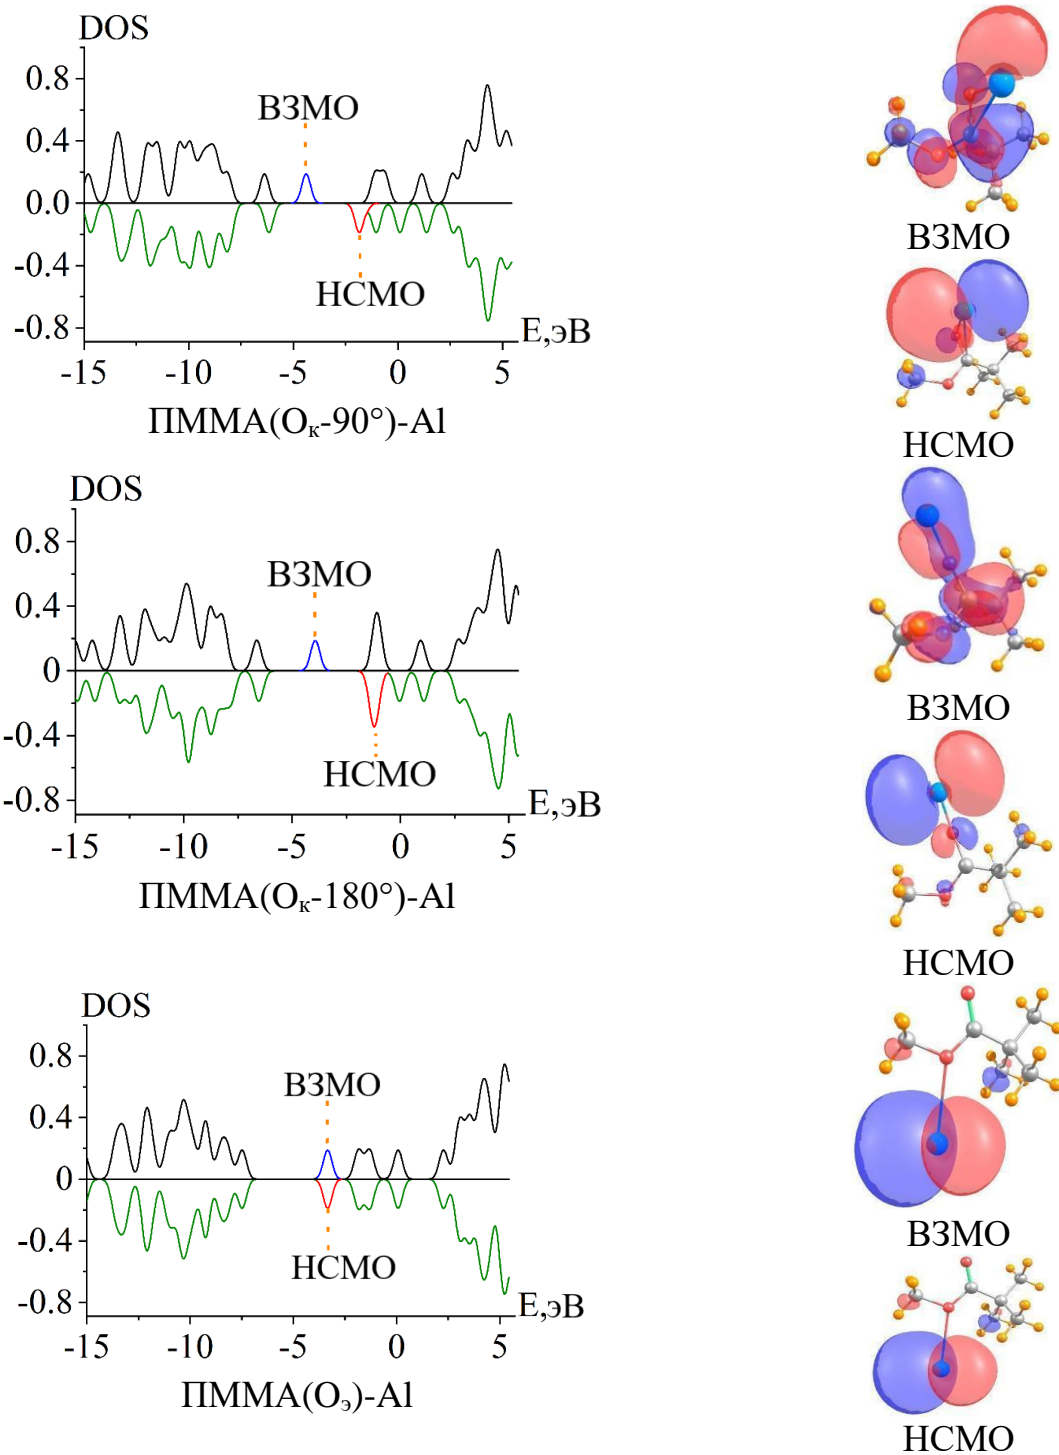 DOS
0.8
ВЗМО
0.4
0.0
-0.4
НСМО
-0.8
Е,эВ
-15 -10 -5 0 5
ПММА(Oк-90°)-Al
ВЗМО
НСМО
DOS
0.8
ВЗМО
0.4
0
-0.4
НСМО
-0.8
Е,эВ
-15 -10 -5 0 5
ПММА(Oк-180°)-Al
ВЗМО
НСМО
DOS
0.8
ВЗМО
0.4
0
-0.4
НСМО
-0.8
Е,эВ
-15 -10 -5 0 5
ПММА(Oэ)-Al
ВЗМО
НСМО